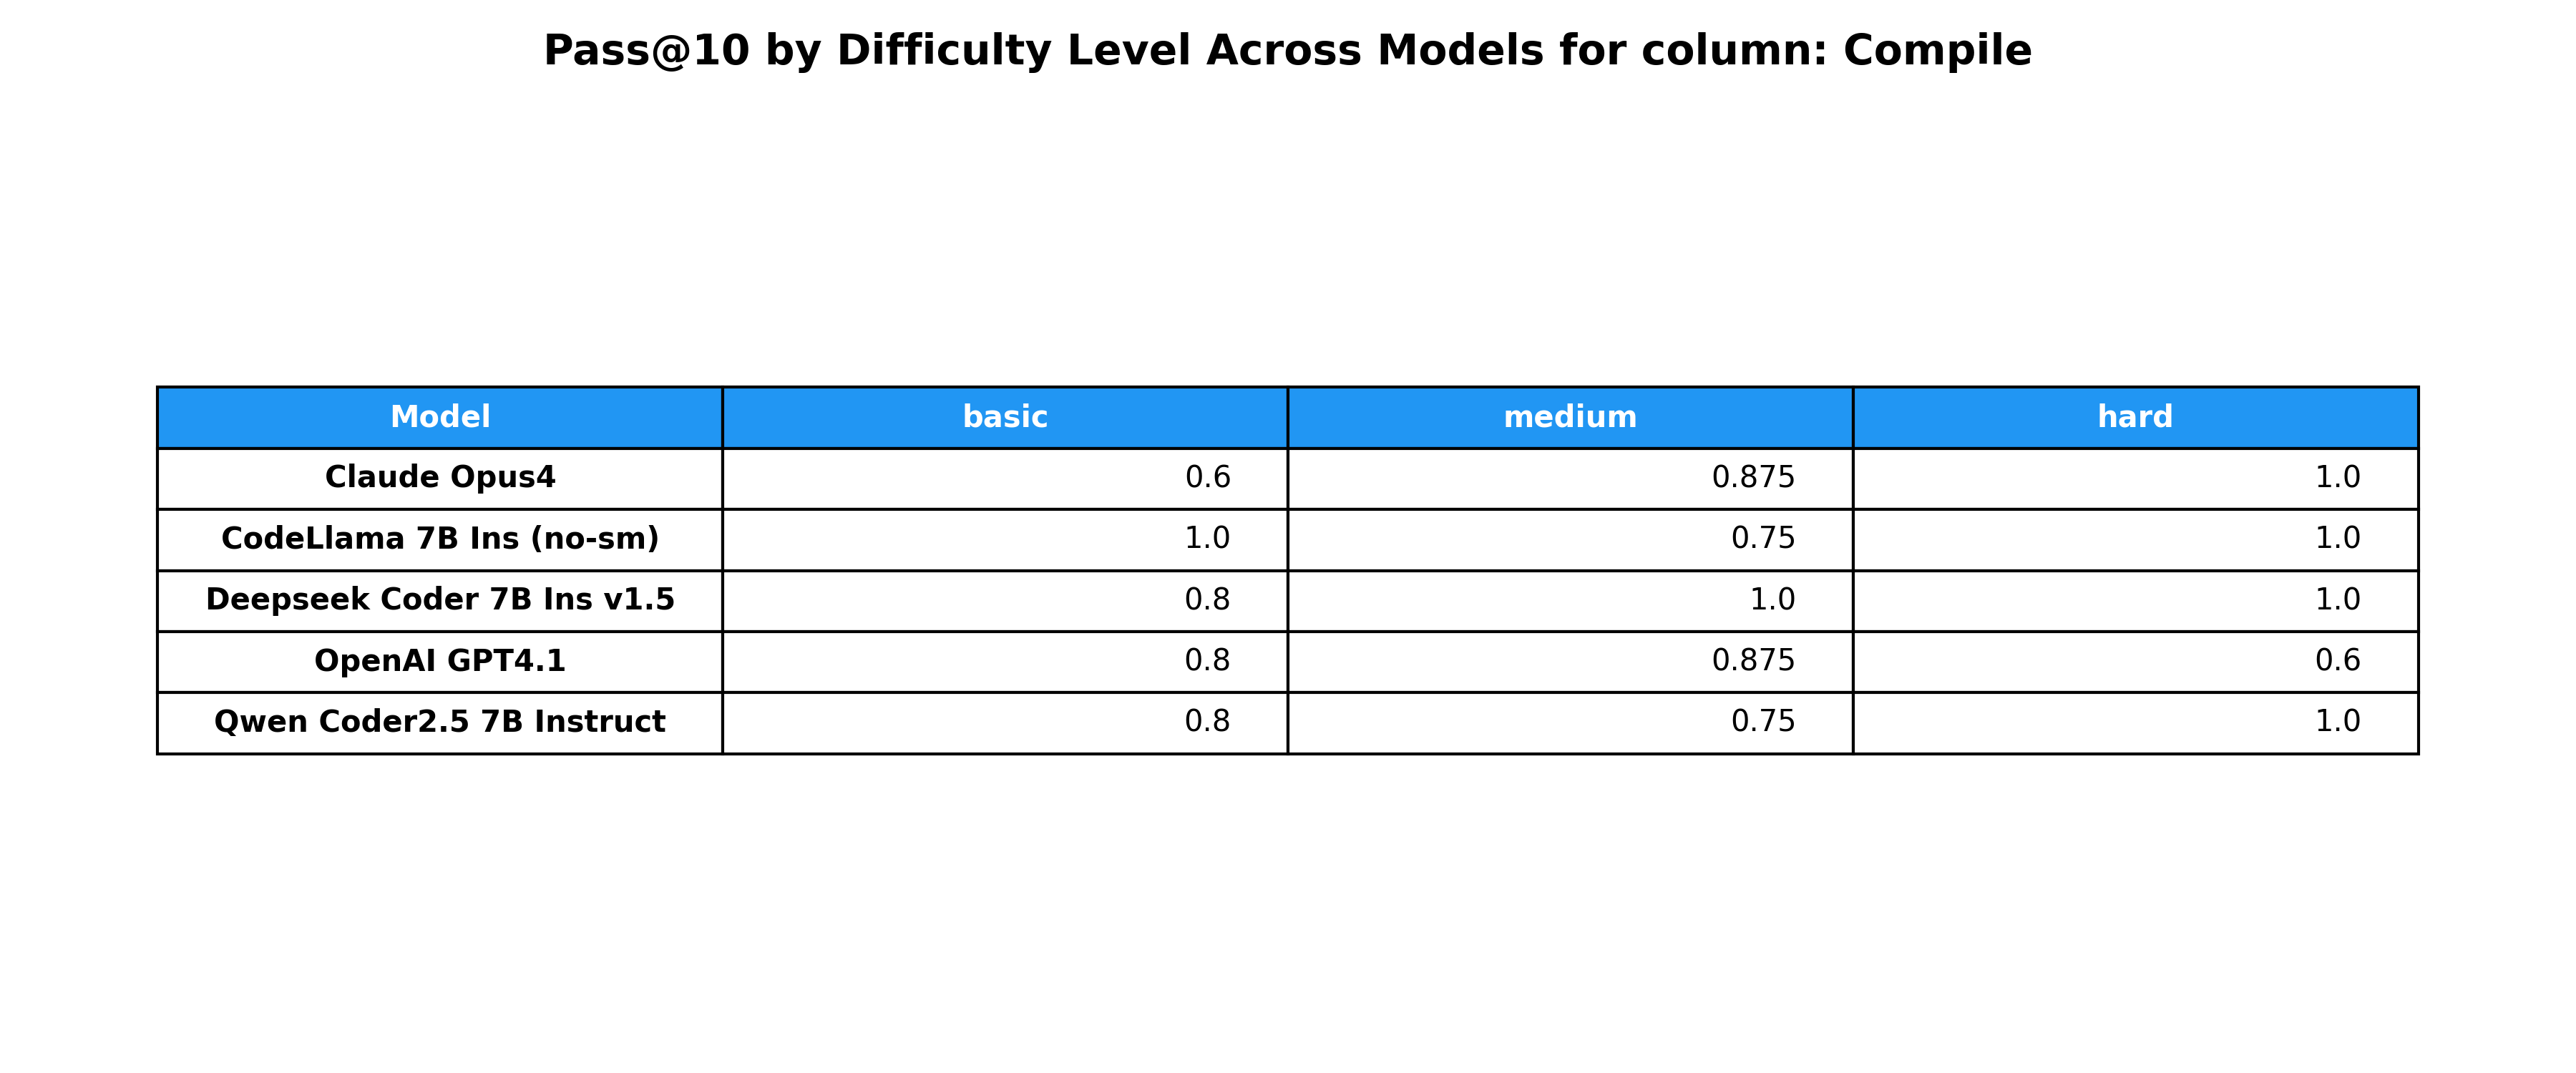 Pass@10 by Difficulty Level Across Models for column: Compile
Model basic medium hard
Claude Opus4 0.6 0.875 1.0
CodeLlama 7B Ins (no-sm) 1.0 0.75 1.0
Deepseek Coder 7B Ins v1.5 0.8 1.0 1.0
OpenAI GPT4.1 0.8 0.875 0.6
Qwen Coder2.5 7B Instruct 0.8 0.75 1.0